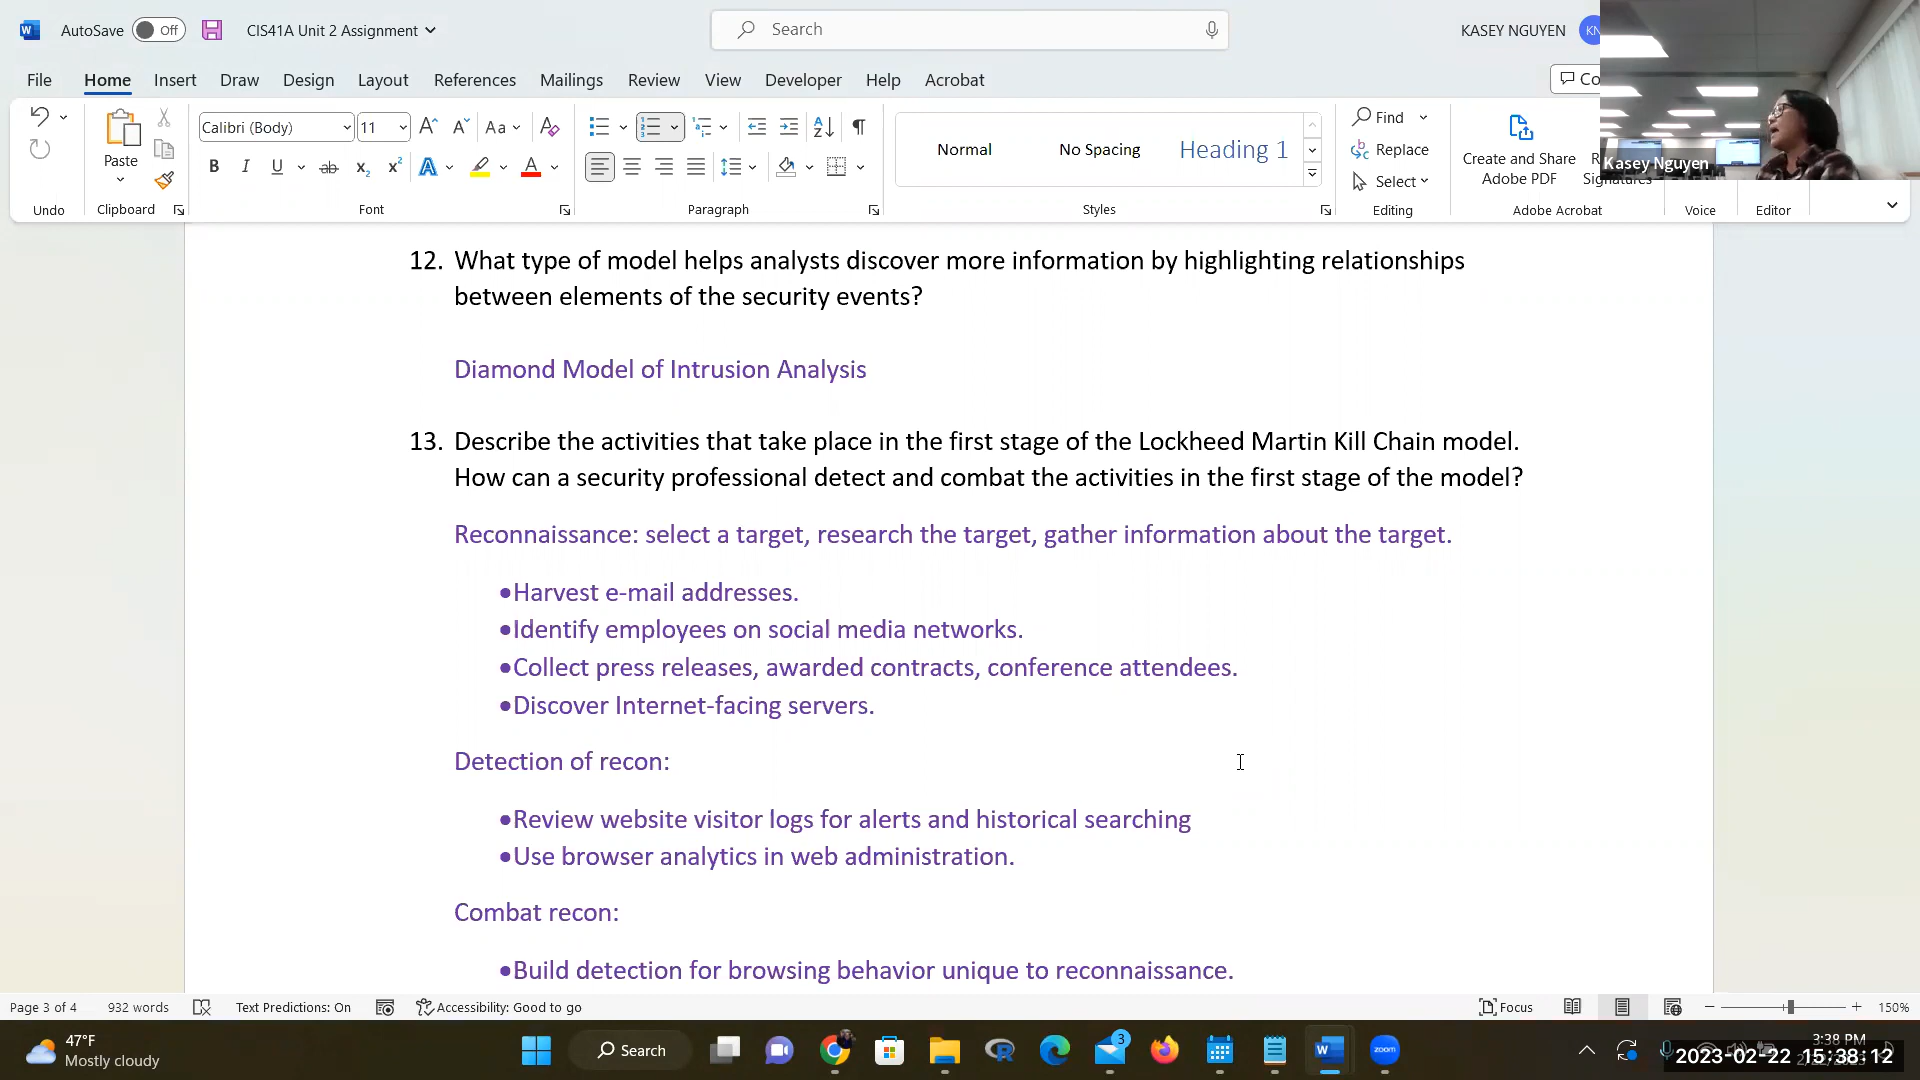 AutoSave Off CIS41A Unit 2 Assignment Search KASEY NGUYEN KN
File Home Insert Draw Design Layout References Mailings Review View Developer Help Acrobat Co
Calibri (Body) 11 Aa Find
Paste Normal No Spacing Heading 1 Replace Create and Share
Adobe PDF
Signatures
Kasey Nguyen
B I U ab x₂ x² A A Select
Undo Clipboard Font Paragraph Styles Editing Adobe Acrobat Voice Editor
12. What type of model helps analysts discover more information by highlighting relationships
between elements of the security events?
Diamond Model of Intrusion Analysis
13. Describe the activities that take place in the first stage of the Lockheed Martin Kill Chain model.
How can a security professional detect and combat the activities in the first stage of the model?
Reconnaissance: select a target, research the target, gather information about the target.
•Harvest e-mail addresses.
•Identify employees on social media networks.
•Collect press releases, awarded contracts, conference attendees.
•Discover Internet-facing servers.
Detection of recon:
•Review website visitor logs for alerts and historical searching
•Use browser analytics in web administration.
Combat recon:
•Build detection for browsing behavior unique to reconnaissance.
Page 3 of 4 932 words Text Predictions: On Accessibility: Good to go Focus 150%
47°F
Mostly cloudy
Search 3 zoom
3:38 PM
2023-02-22 15:38:12